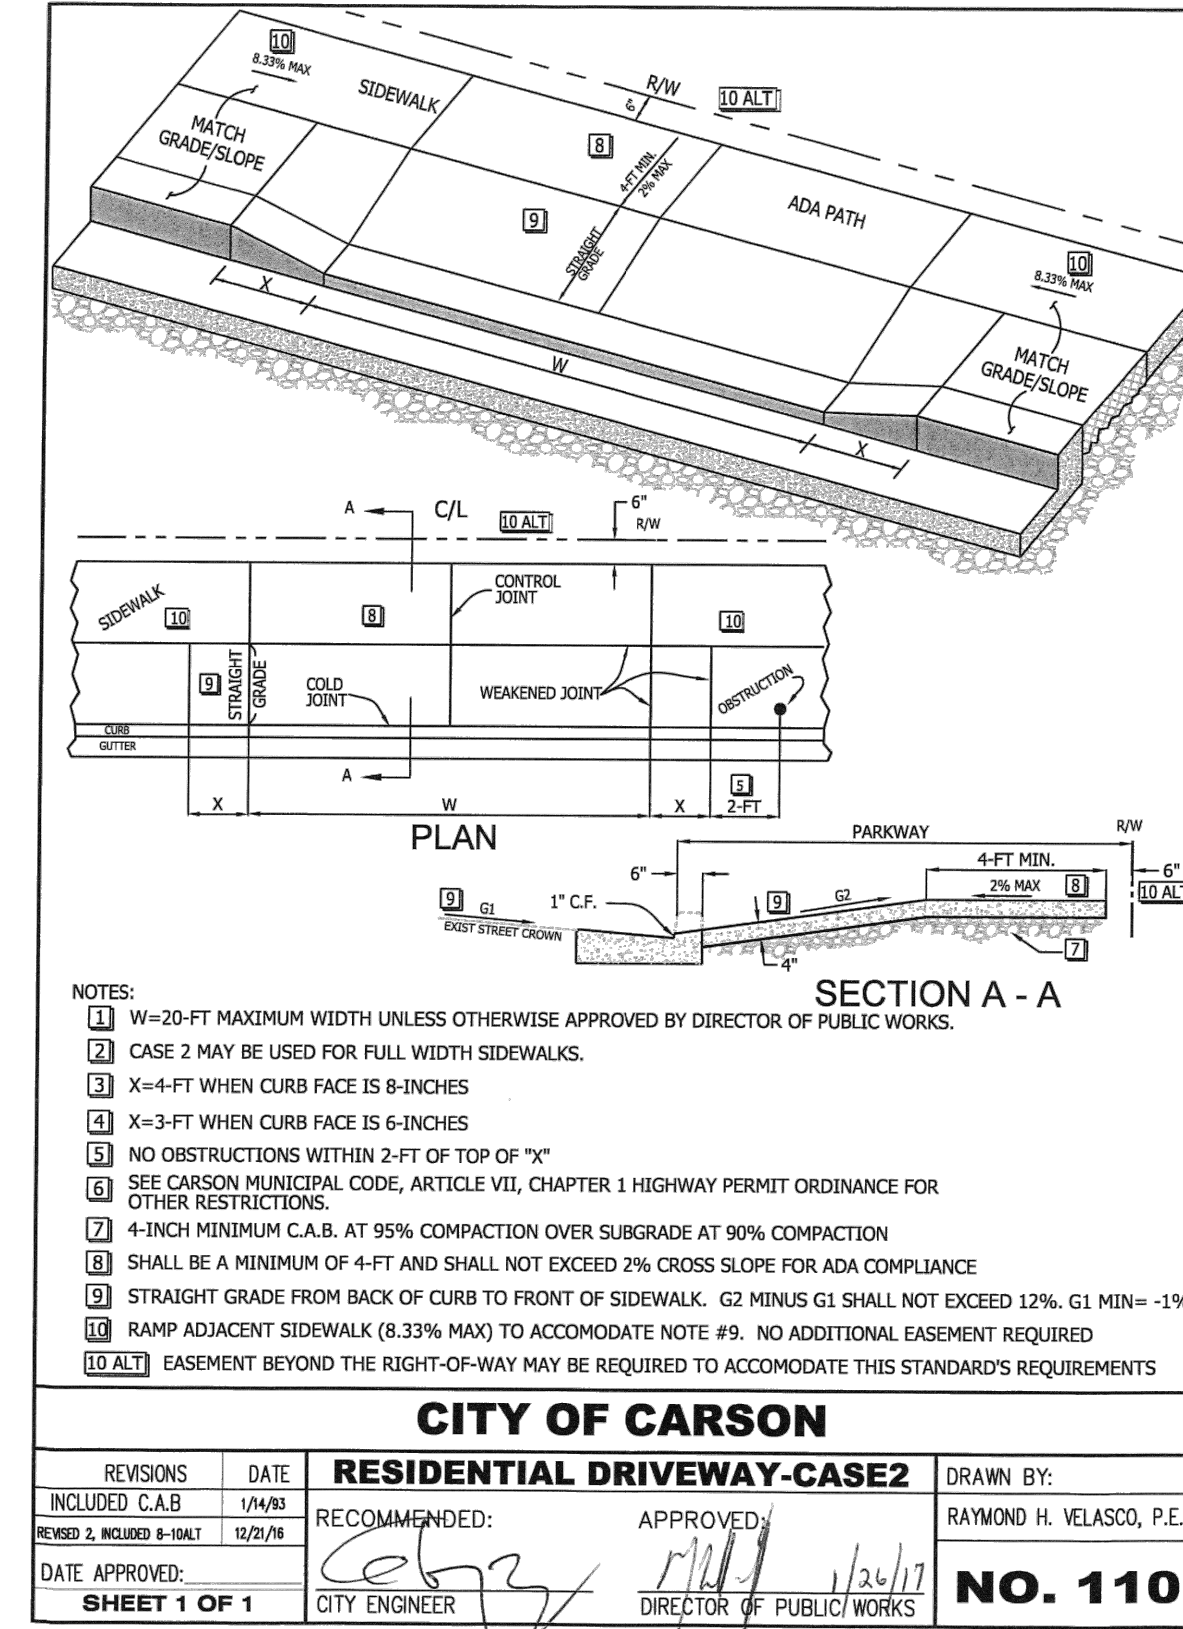 10
8.33% MAX
SIDEWALK
MATCH
GRADE/SLOPE
R/W
6"
10 ALT
8
4-FT MIN.
2% MAX
9
STRAIGHT
GRADE
ADA PATH
10
8.33% MAX
MATCH
GRADE/SLOPE
X
W
X
A
C/L
10 ALT
6"
R/W
SIDEWALK
10
8
CONTROL
JOINT
10
9
STRAIGHT
GRADE
COLD
JOINT
WEAKENED JOINT
OBSTRUCTION
CURB
GUTTER
A
5
X
W
X
2-FT
PLAN
PARKWAY
R/W
6"
4-FT MIN.
2% MAX
8
6"
10 ALT
9
G1
EXIST STREET CROWN
1" C.F.
9
G2
4"
7
SECTION A - A
NOTES:
1 W=20-FT MAXIMUM WIDTH UNLESS OTHERWISE APPROVED BY DIRECTOR OF PUBLIC WORKS.
2 CASE 2 MAY BE USED FOR FULL WIDTH SIDEWALKS.
3 X=4-FT WHEN CURB FACE IS 8-INCHES
4 X=3-FT WHEN CURB FACE IS 6-INCHES
5 NO OBSTRUCTIONS WITHIN 2-FT OF TOP OF "X"
6 SEE CARSON MUNICIPAL CODE, ARTICLE VII, CHAPTER 1 HIGHWAY PERMIT ORDINANCE FOR
OTHER RESTRICTIONS.
7 4-INCH MINIMUM C.A.B. AT 95% COMPACTION OVER SUBGRADE AT 90% COMPACTION
8 SHALL BE A MINIMUM OF 4-FT AND SHALL NOT EXCEED 2% CROSS SLOPE FOR ADA COMPLIANCE
9 STRAIGHT GRADE FROM BACK OF CURB TO FRONT OF SIDEWALK. G2 MINUS G1 SHALL NOT EXCEED 12%. G1 MIN= -1%
10 RAMP ADJACENT SIDEWALK (8.33% MAX) TO ACCOMODATE NOTE #9. NO ADDITIONAL EASEMENT REQUIRED
10 ALT EASEMENT BEYOND THE RIGHT-OF-WAY MAY BE REQUIRED TO ACCOMODATE THIS STANDARD'S REQUIREMENTS
CITY OF CARSON
REVISIONS DATE
INCLUDED C.A.B 1/14/93
REVISED 2, INCLUDED 8-10ALT 12/21/16
DATE APPROVED:
SHEET 1 OF 1
RESIDENTIAL DRIVEWAY-CASE2
RECOMMENDED:
CITY ENGINEER
APPROVED:
1/26/17
DIRECTOR OF PUBLIC WORKS
DRAWN BY:
RAYMOND H. VELASCO, P.E.
NO. 110